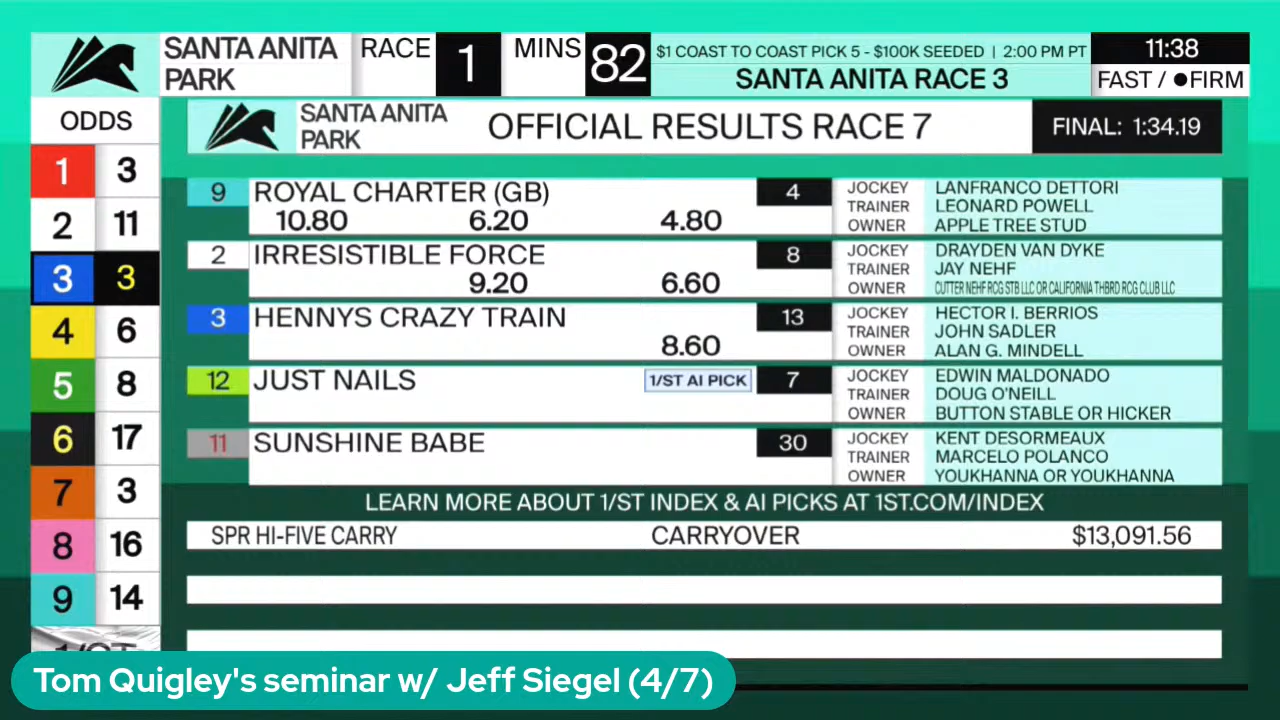 SANTA ANITA PARK
RACE 1
MINS 82
$1 COAST TO COAST PICK 5 - $100K SEEDED | 2:00 PM PT
SANTA ANITA RACE 3
11:38
FAST / ●FIRM
ODDS
1 3
2 11
3 3
4 6
5 8
6 17
7 3
8 16
9 14
SANTA ANITA PARK
OFFICIAL RESULTS RACE 7
FINAL: 1:34.19
9 ROYAL CHARTER (GB) 4
10.80 6.20 4.80
JOCKEY LANFRANCO DETTORI
TRAINER LEONARD POWELL
OWNER APPLE TREE STUD
2 IRRESISTIBLE FORCE 8
9.20 6.60
JOCKEY DRAYDEN VAN DYKE
TRAINER JAY NEHF
OWNER CUTTER NEHF RCG STB LLC OR CALIFORNIA THBRD RCG CLUB LLC
3 HENNYS CRAZY TRAIN 13
8.60
JOCKEY HECTOR I. BERRIOS
TRAINER JOHN SADLER
OWNER ALAN G. MINDELL
12 JUST NAILS 1/ST AI PICK 7
JOCKEY EDWIN MALDONADO
TRAINER DOUG O'NEILL
OWNER BUTTON STABLE OR HICKER
11 SUNSHINE BABE 30
JOCKEY KENT DESORMEAUX
TRAINER MARCELO POLANCO
OWNER YOUKHANNA OR YOUKHANNA
LEARN MORE ABOUT 1/ST INDEX & AI PICKS AT 1ST.COM/INDEX
SPR HI-FIVE CARRY CARRYOVER $13,091.56
1/ST
Tom Quigley's seminar w/ Jeff Siegel (4/7)